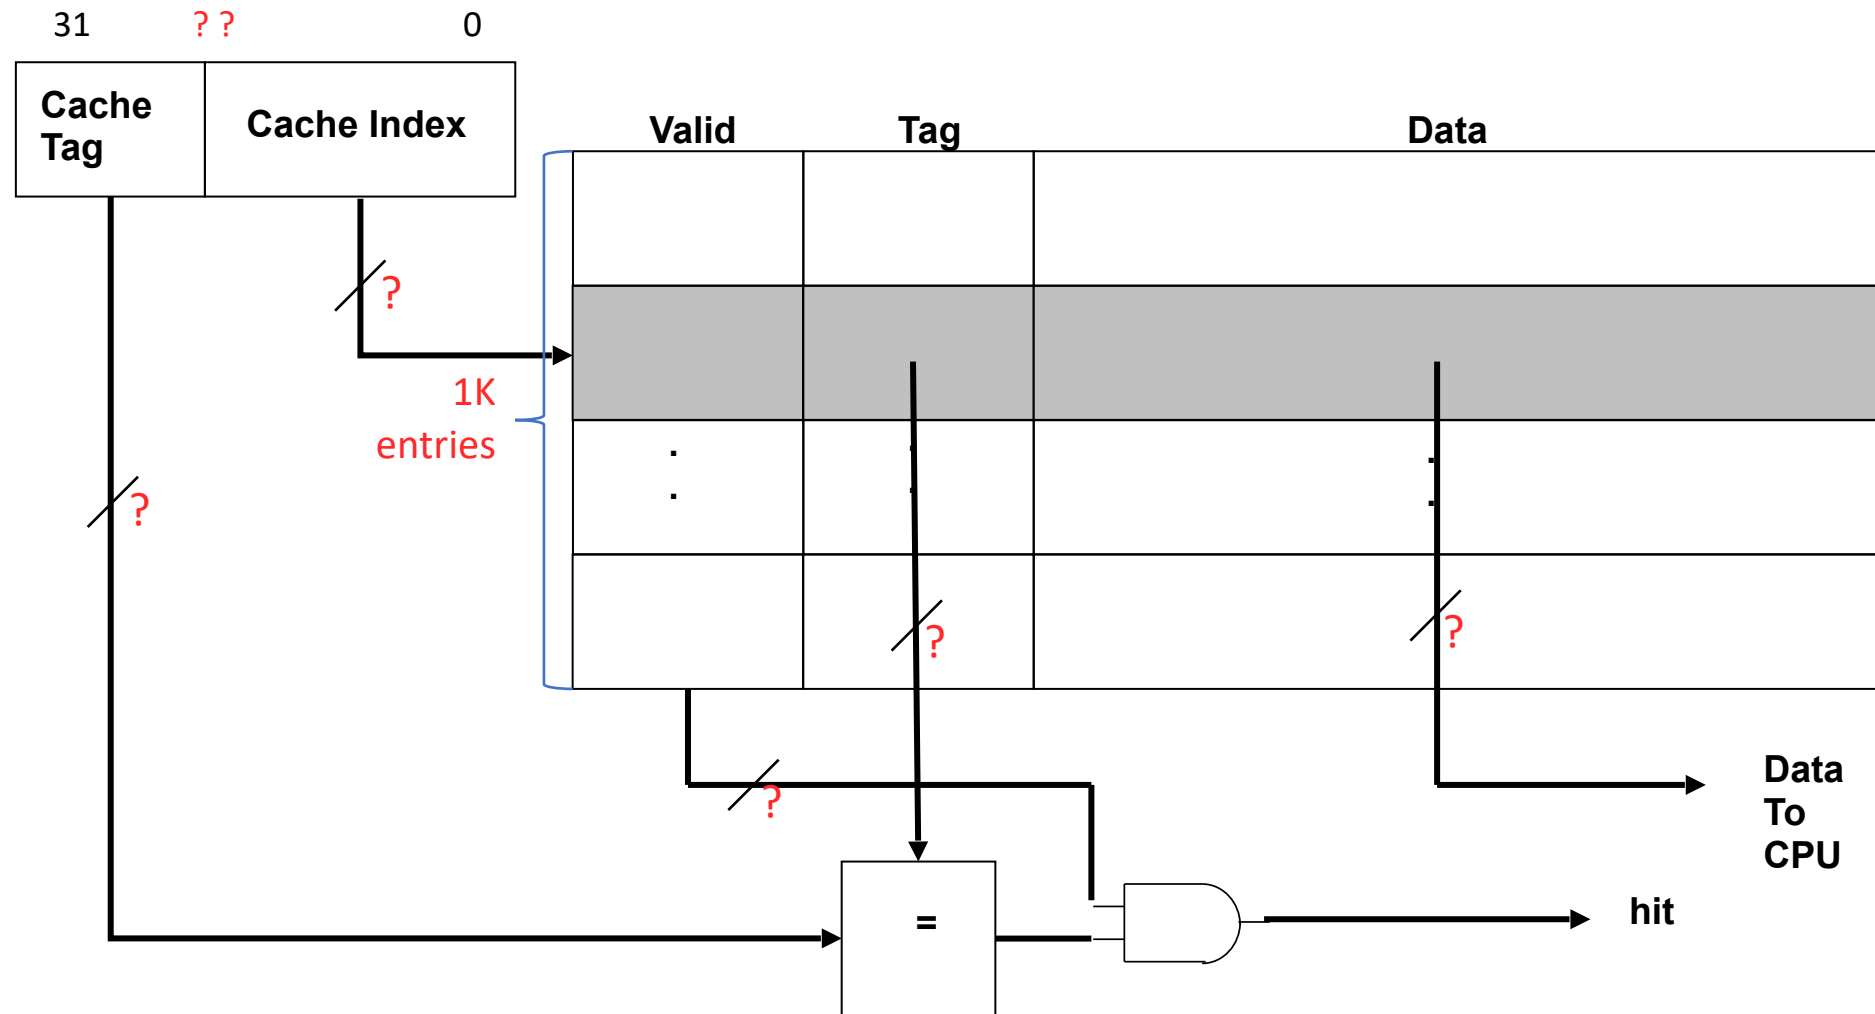 31 ? ? 0
Cache
Tag
Cache Index
Valid Tag Data
?
1K
entries
. . .
. . .
?
?
?
?
Data
To
CPU
=
hit